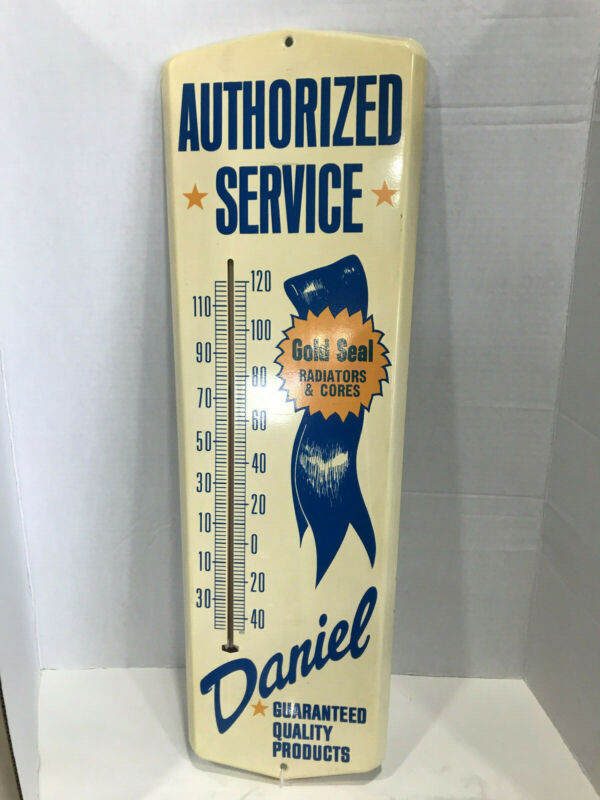 AUTHORIZED
SERVICE
120
110
100
90
80
70
60
50
40
30
20
10
0
10
20
30
40
Gold Seal
RADIATORS
& CORES
Daniel
GUARANTEED
QUALITY
PRODUCTS